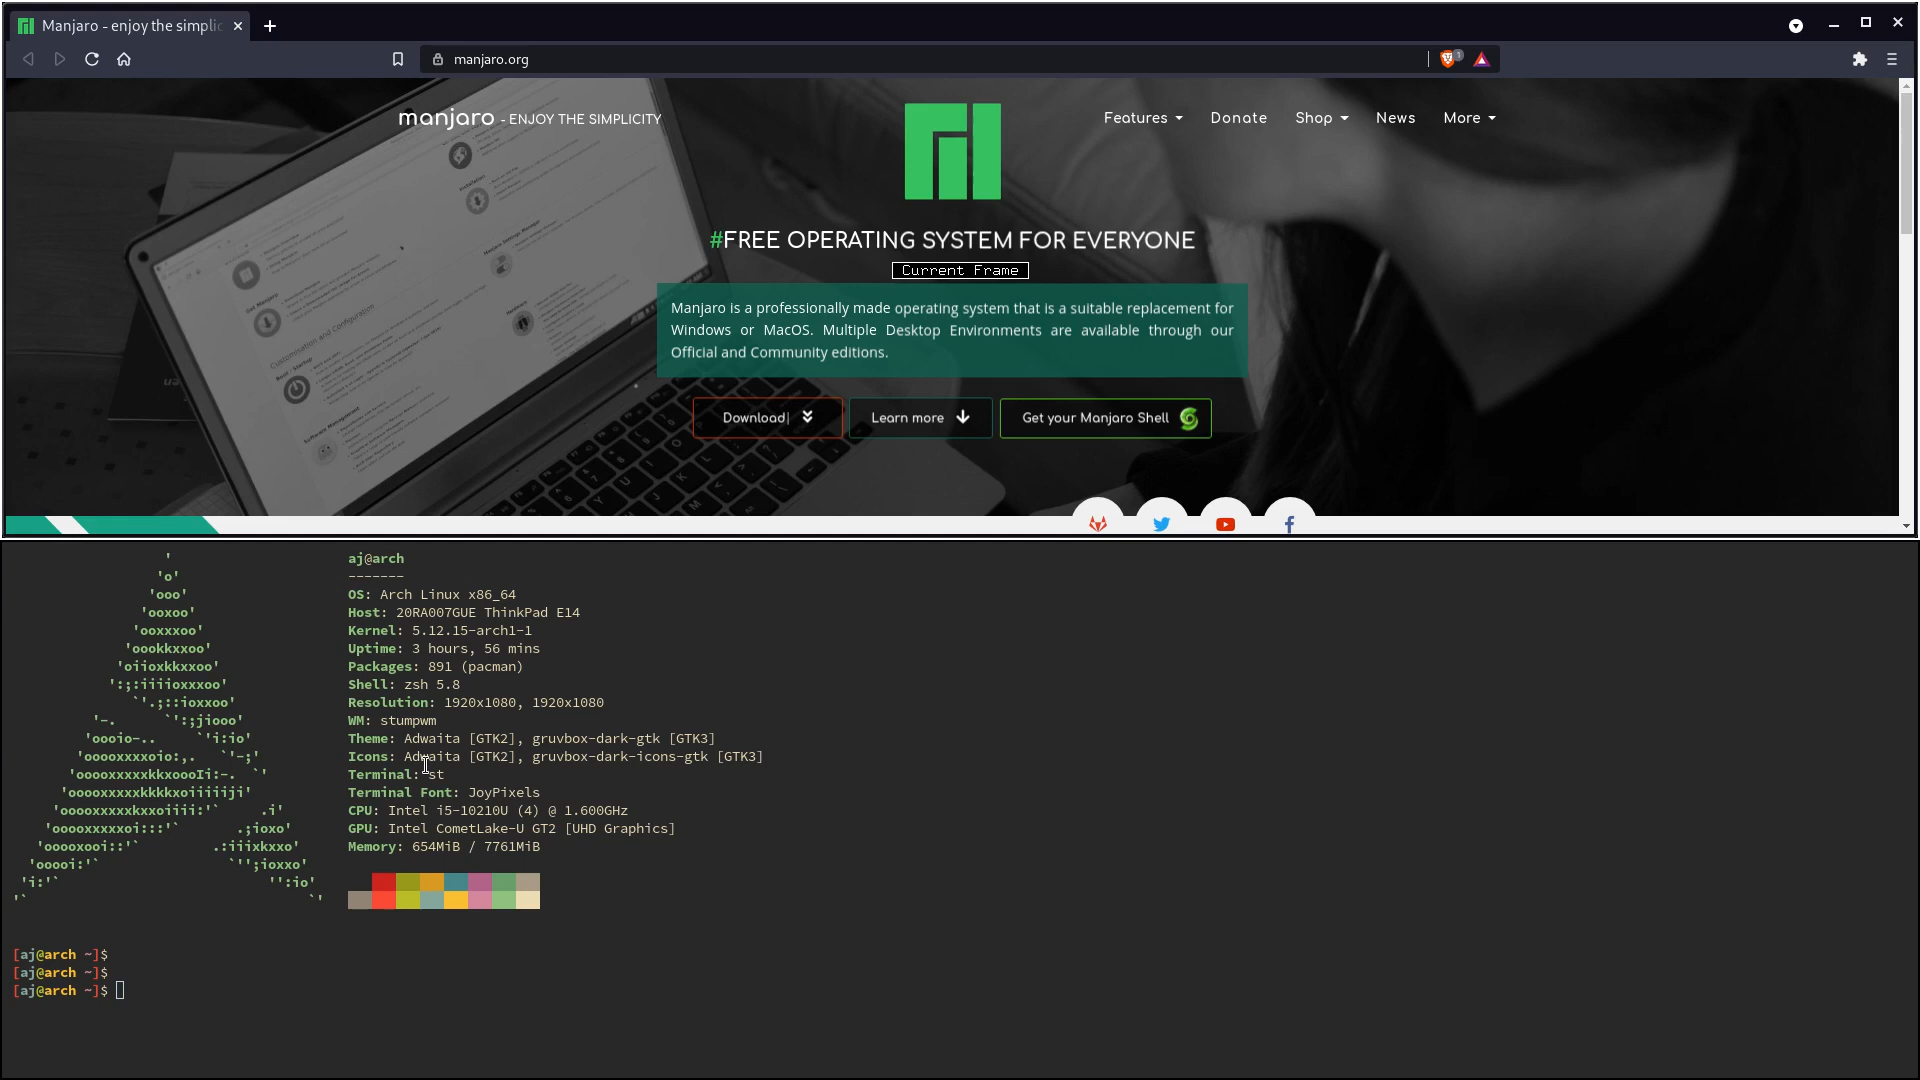 Manjaro - enjoy the simplic
manjaro.org
1
manjaro - ENJOY THE SIMPLICITY
Features Donate Shop News More
#FREE OPERATING SYSTEM FOR EVERYONE
Current Frame
Manjaro is a professionally made operating system that is a suitable replacement for
Windows or MacOS. Multiple Desktop Environments are available through our
Official and Community editions.
Download| Learn more Get your Manjaro Shell
aj@arch
-------
OS: Arch Linux x86_64
Host: 20RA007GUE ThinkPad E14
Kernel: 5.12.15-arch1-1
Uptime: 3 hours, 56 mins
Packages: 891 (pacman)
Shell: zsh 5.8
Resolution: 1920x1080, 1920x1080
WM: stumpwm
Theme: Adwaita [GTK2], gruvbox-dark-gtk [GTK3]
Icons: Adwaita [GTK2], gruvbox-dark-icons-gtk [GTK3]
Terminal: st
Terminal Font: JoyPixels
CPU: Intel i5-10210U (4) @ 1.600GHz
GPU: Intel CometLake-U GT2 [UHD Graphics]
Memory: 654MiB / 7761MiB
[aj@arch ~]$
[aj@arch ~]$
[aj@arch ~]$